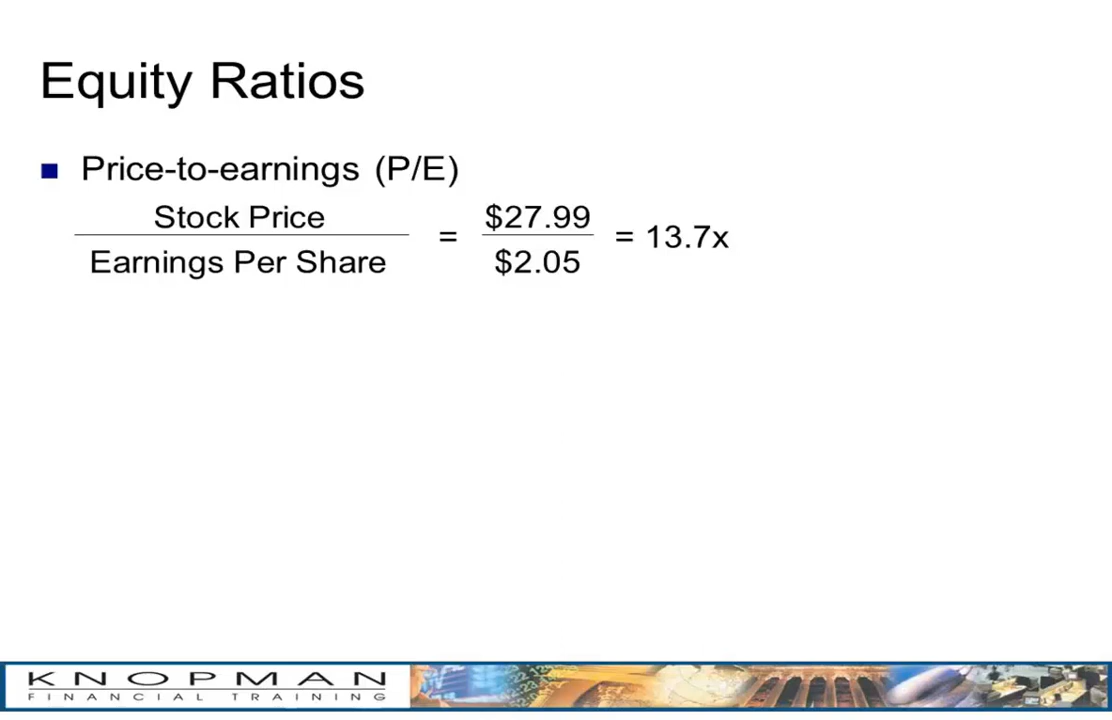 Equity Ratios
Price-to-earnings (P/E)
Stock Price
Earnings Per Share
=
$27.99
$2.05
= 13.7x
KNOPMAN
FINANCIAL TRAINING